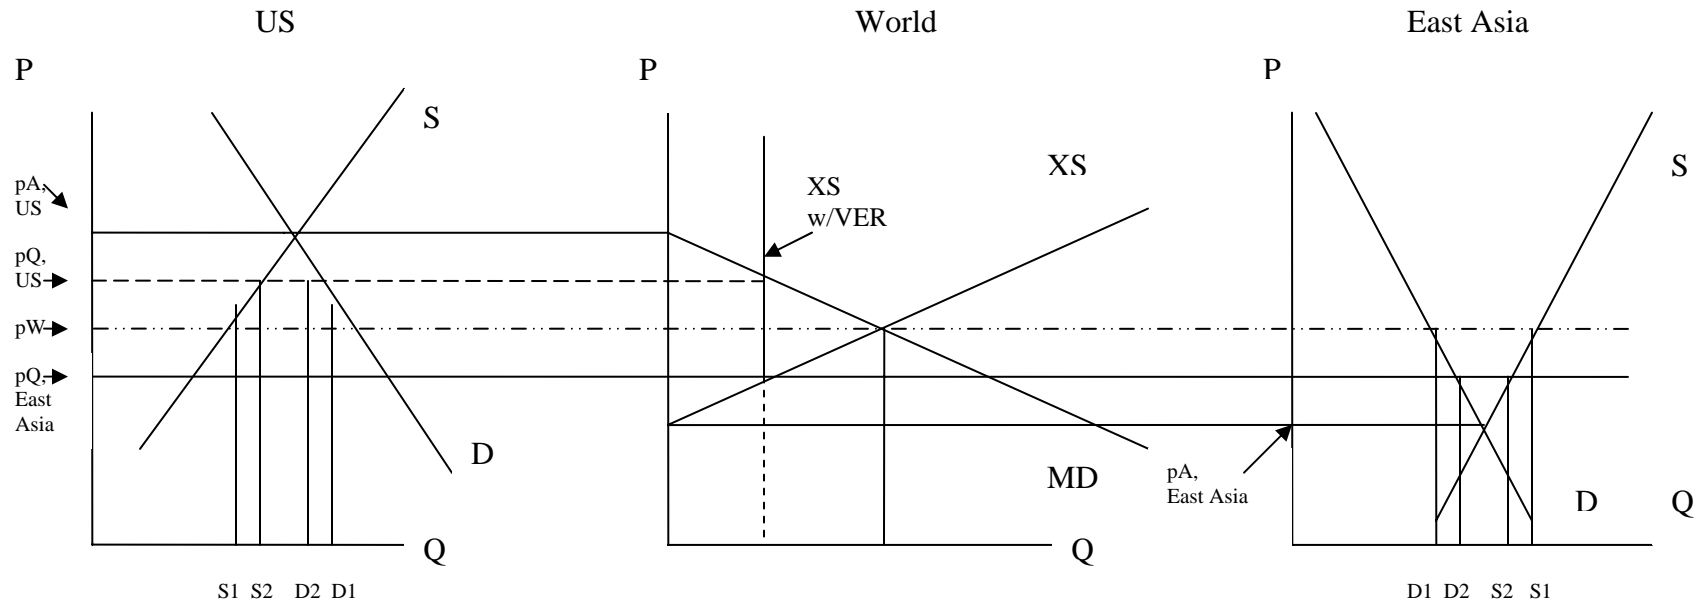 US
World
East Asia
P
P
P
S
XS
S
pA,
US
XS
w/VER
pQ,
US
pW
pQ,
East
Asia
D
MD
pA,
East Asia
D
Q
Q
Q
S1 S2 D2 D1
D1 D2 S2 S1